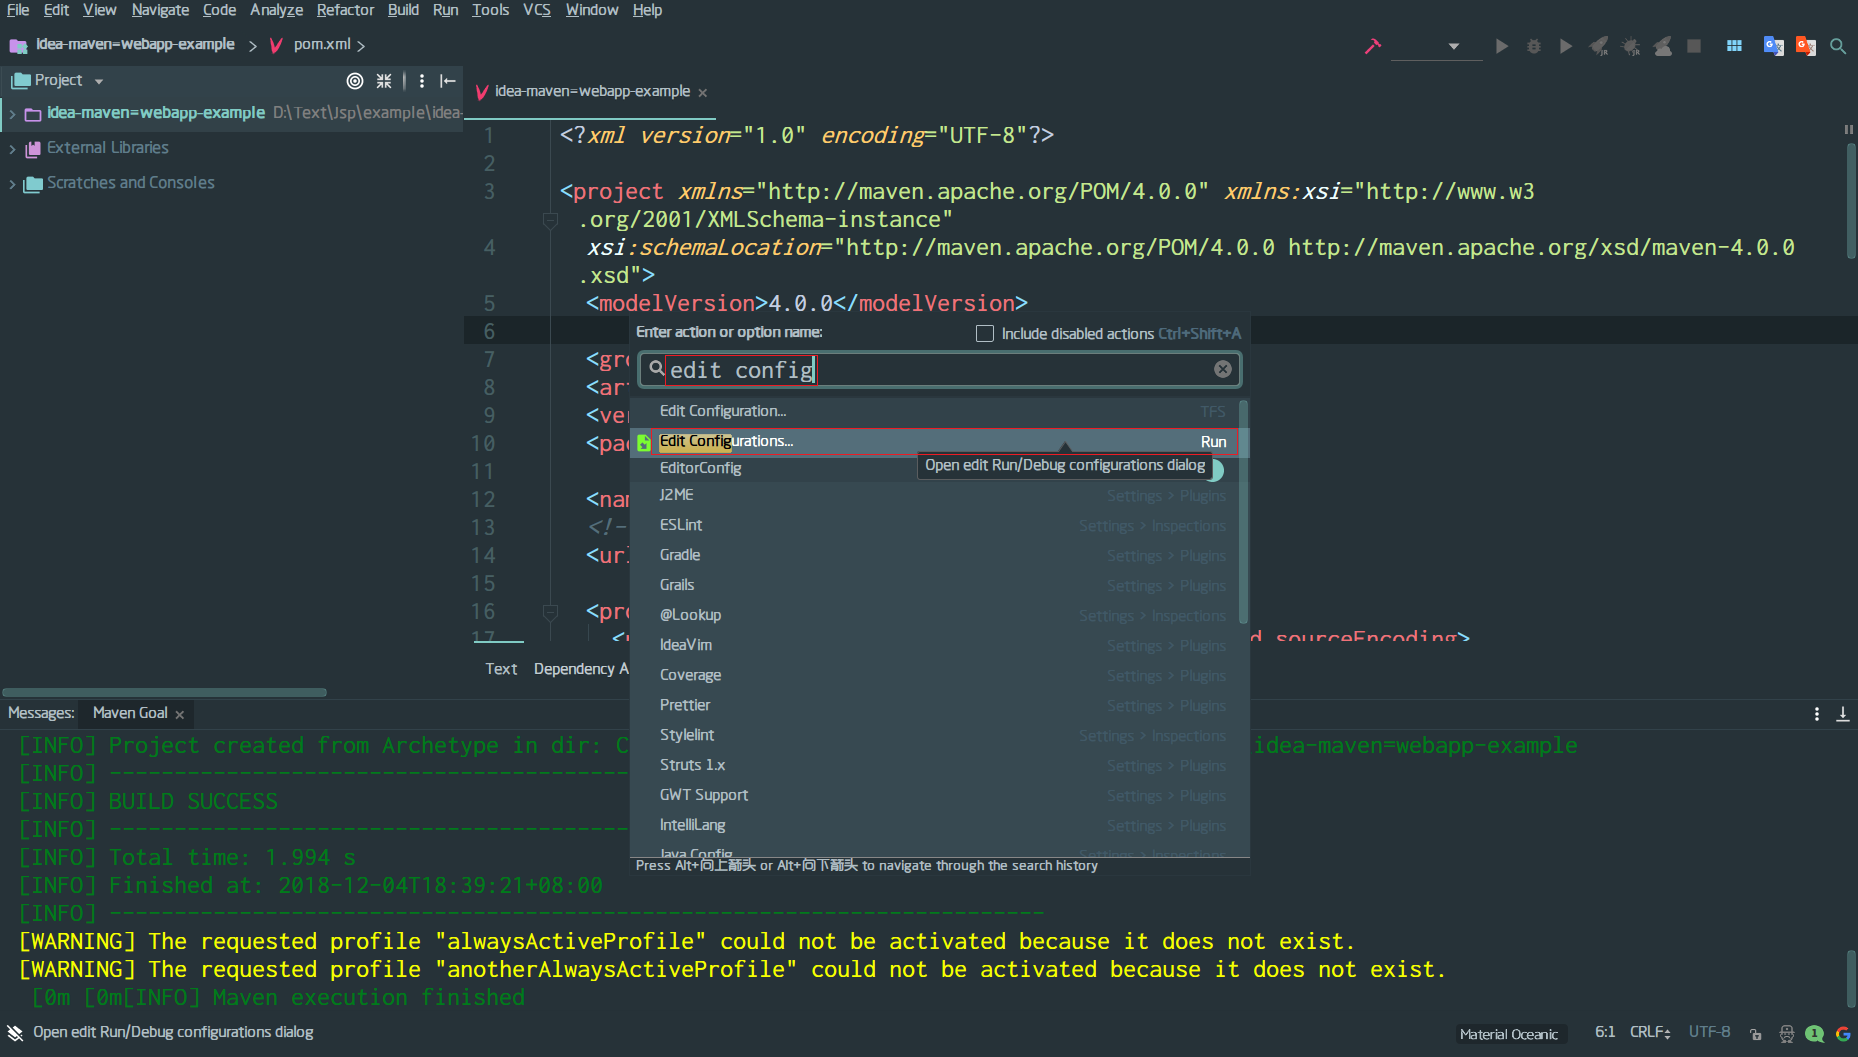 File Edit View Navigate Code Analyze Refactor Build Run Tools VCS Window Help
idea-maven=webapp-example > pom.xml >
Project
idea-maven=webapp-example D:\Text\Jsp\example\idea-
External Libraries
Scratches and Consoles
idea-maven=webapp-example
1 <?xml version="1.0" encoding="UTF-8"?>
2
3 <project xmlns="http://maven.apache.org/POM/4.0.0" xmlns:xsi="http://www.w3
.org/2001/XMLSchema-instance"
4 xsi:schemaLocation="http://maven.apache.org/POM/4.0.0 http://maven.apache.org/xsd/maven-4.0.0
.xsd">
5 <modelVersion>4.0.0</modelVersion>
6
7 <gro
8 <ar
9 <ver
10 <pac
11
12 <nam
13 <!-
14 <ur
15
16 <pro
17 sourceEncoding>
Enter action or option name: Include disabled actions Ctrl+Shift+A
edit config
Edit Configuration... TFS
Edit Configurations... Run
EditorConfig
Open edit Run/Debug configurations dialog
J2ME Settings > Plugins
ESLint Settings > Inspections
Gradle Settings > Plugins
Grails Settings > Plugins
@Lookup Settings > Inspections
IdeaVim Settings > Plugins
Coverage Settings > Plugins
Prettier Settings > Plugins
Stylelint Settings > Inspections
Struts 1.x Settings > Plugins
GWT Support Settings > Plugins
IntelliLang Settings > Plugins
Java Config Settings > Inspections
Press Alt+向上箭头 or Alt+向下箭头 to navigate through the search history
Text Dependency A
Messages: Maven Goal
[INFO] Project created from Archetype in dir: C idea-maven=webapp-example
[INFO] ----------------------------------------
[INFO] BUILD SUCCESS
[INFO] ----------------------------------------
[INFO] Total time: 1.994 s
[INFO] Finished at: 2018-12-04T18:39:21+08:00
[INFO] ------------------------------------------------------------------------
[WARNING] The requested profile "alwaysActiveProfile" could not be activated because it does not exist.
[WARNING] The requested profile "anotherAlwaysActiveProfile" could not be activated because it does not exist.
[0m [0m[INFO] Maven execution finished
Open edit Run/Debug configurations dialog
Material Oceanic 6:1 CRLF UTF-8 1